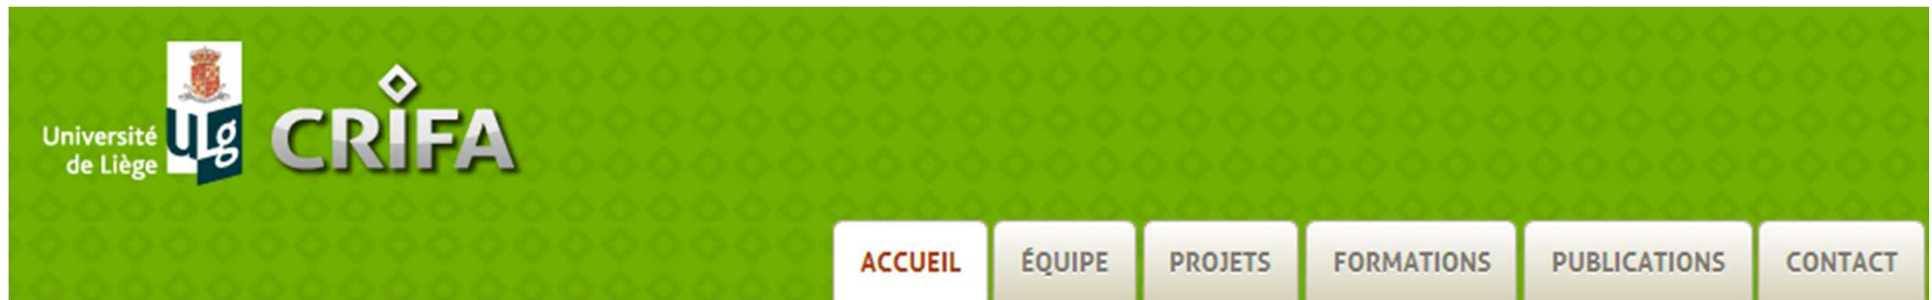 Université
de Liège
ULg
CRIFA
ACCUEIL
ÉQUIPE
PROJETS
FORMATIONS
PUBLICATIONS
CONTACT